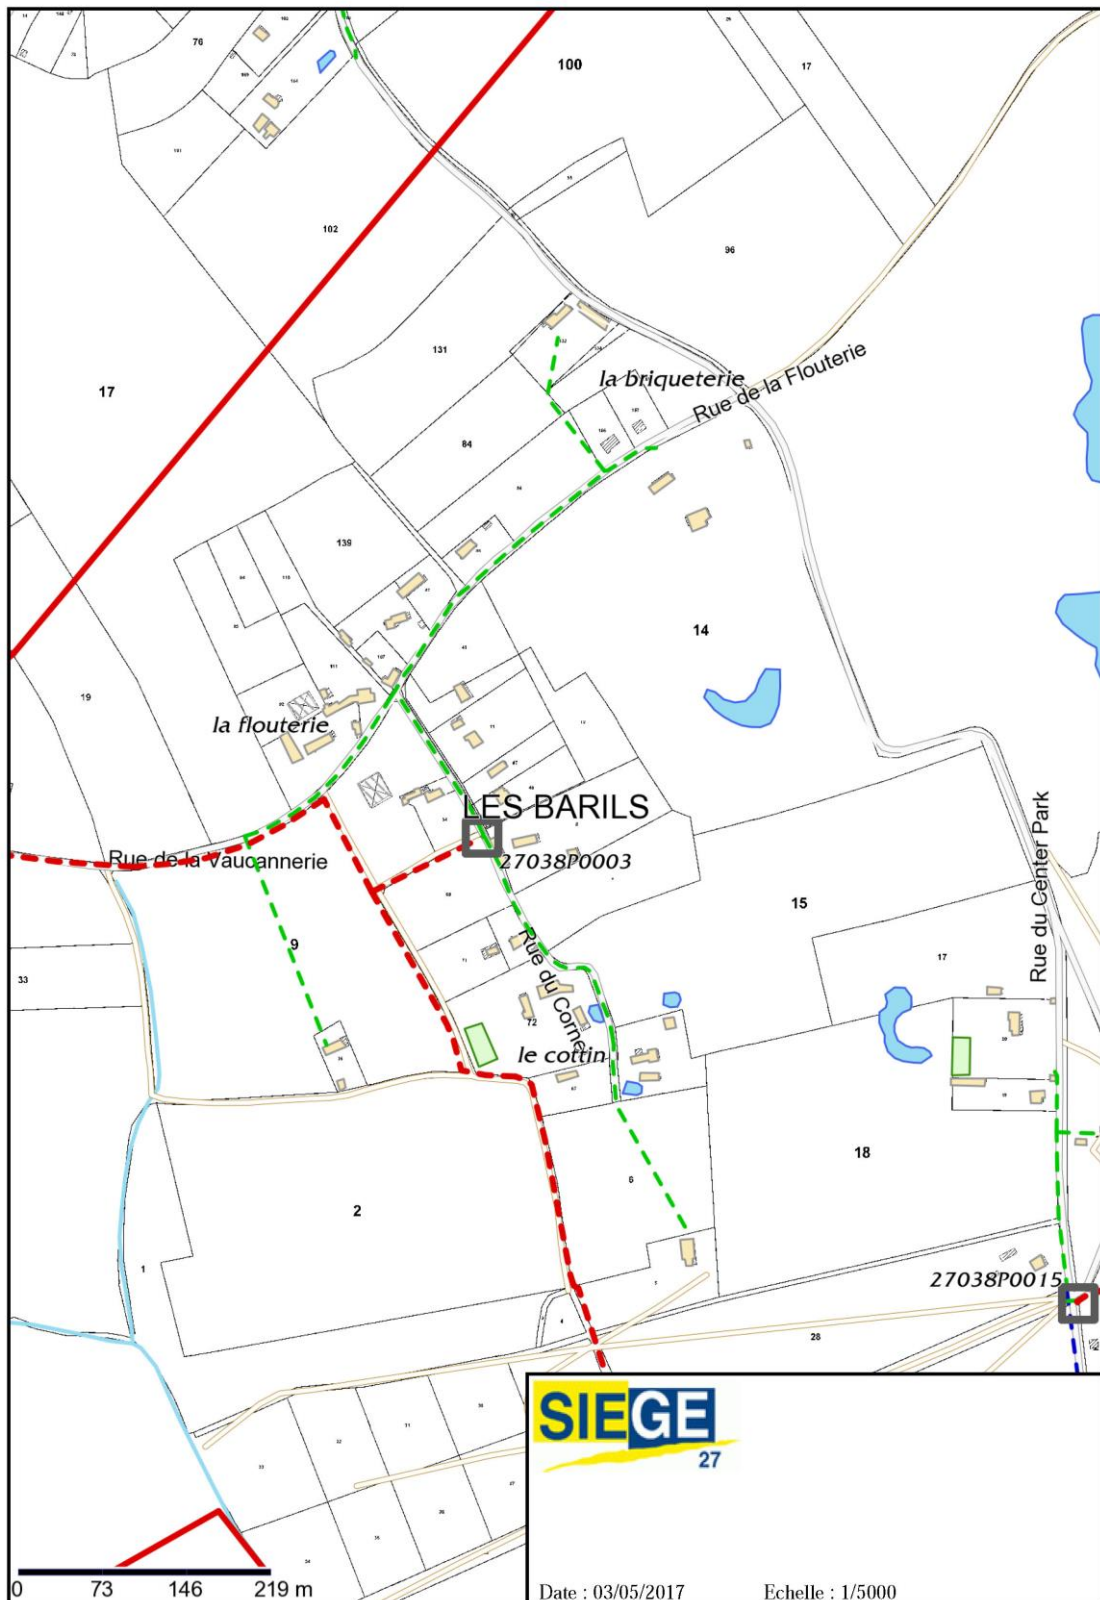 76
100
17
102
96
131
17
la briqueterie
Rue de la Flouterie
84
139
14
19
la flouterie
LES BARILS
27038P0003
Rue de la Vaucannerie
Rue du Center Park
15
9
33
17
Rue du Corne
72
le cottin
18
6
2
1
27038P0015
5
4
28
SIEGE
27
0 73 146 219 m
Date : 03/05/2017 Echelle : 1/5000